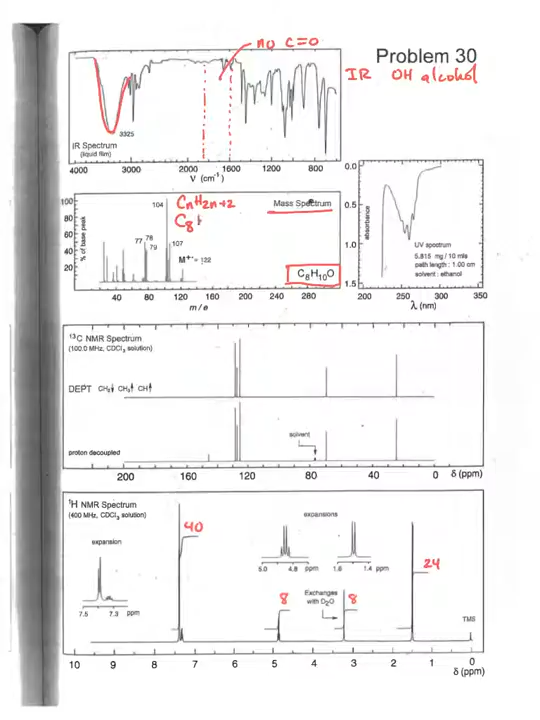 no C=O
Problem 30
IR OH alcohol
3325
IR Spectrum
(liquid film)
4000 3000 2000 1600 1200 800
V (cm⁻¹)
CnH2n+2
C8 H
Mass Spectrum
100
80
60
40
20
% of base peak
104
77 78
79
107
M⁺· = 122
C₈H₁₀O
40 80 120 160 200 240 280
m / e
0.0
0.5
1.0
1.5
absorbance
UV spectrum
5.815 mg / 10 mls
path length : 1.00 cm
solvent : ethanol
200 250 300 350
λ (nm)
¹³C NMR Spectrum
(100.0 MHz, CDCl₃ solution)
DEPT CH₂↓ CH₃↑ CH↑
solvent
proton decoupled
200 160 120 80 40 0 δ (ppm)
¹H NMR Spectrum
(400 MHz, CDCl₃ solution)
expansion
7.5 7.3 ppm
40
expansions
5.0 4.8 ppm
1.6 1.4 ppm
24
8
Exchanges
with D₂O
8
TMS
10 9 8 7 6 5 4 3 2 1 0
δ (ppm)